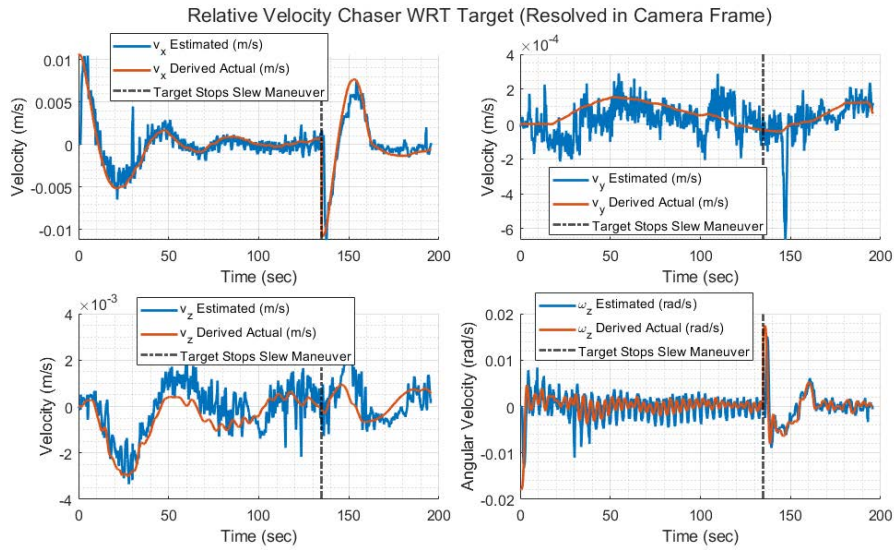 Relative Velocity Chaser WRT Target (Resolved in Camera Frame)
v_x Estimated (m/s)
v_x Derived Actual (m/s)
Target Stops Slew Maneuver
0.01
0.005
0
-0.005
-0.01
Velocity (m/s)
0 50 100 150 200
Time (sec)
×10^-4
4
2
0
-2
-4
-6
Velocity (m/s)
v_y Estimated (m/s)
v_y Derived Actual (m/s)
Target Stops Slew Maneuver
0 50 100 150 200
Time (sec)
×10^-3
v_z Estimated (m/s)
v_z Derived Actual (m/s)
Target Stops Slew Maneuver
4
2
0
-2
-4
Velocity (m/s)
0 50 100 150 200
Time (sec)
ω_z Estimated (rad/s)
ω_z Derived Actual (rad/s)
Target Stops Slew Maneuver
0.02
0.01
0
-0.01
-0.02
Angular Velocity (rad/s)
0 50 100 150 200
Time (sec)